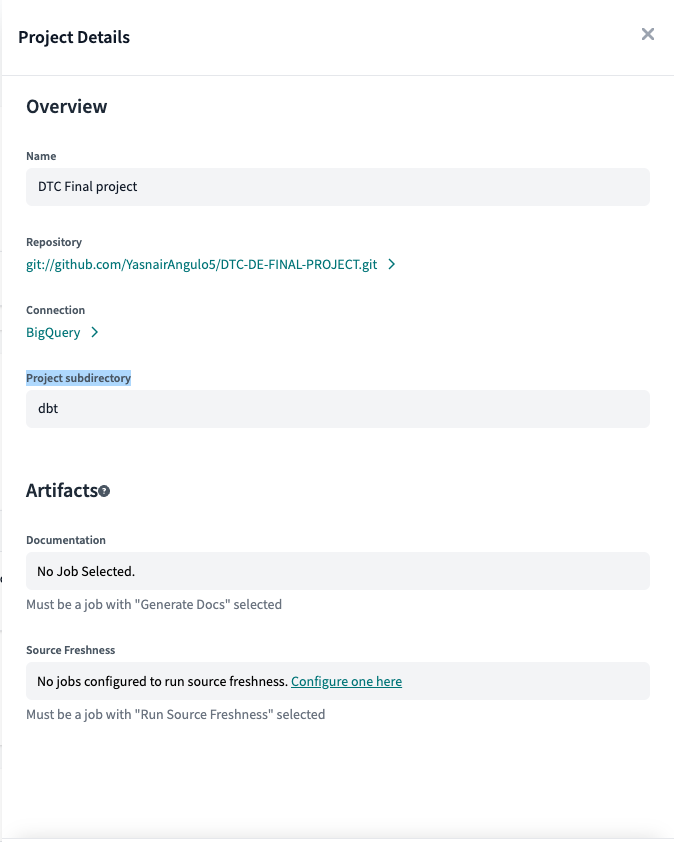 Project Details
Overview
Name
DTC Final project
Repository
git://github.com/YasnairAngulo5/DTC-DE-FINAL-PROJECT.git
Connection
BigQuery
Project subdirectory
dbt
Artifacts
Documentation
No Job Selected.
Must be a job with "Generate Docs" selected
Source Freshness
No jobs configured to run source freshness. Configure one here
Must be a job with "Run Source Freshness" selected